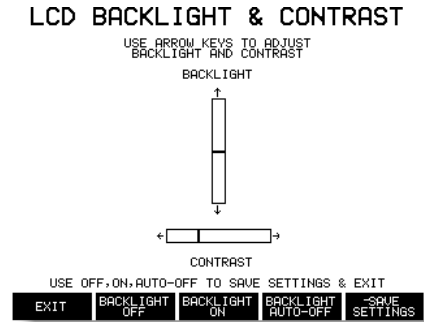 LCD BACKLIGHT & CONTRAST
USE ARROW KEYS TO ADJUST
BACKLIGHT AND CONTRAST
BACKLIGHT
CONTRAST
USE OFF,ON,AUTO-OFF TO SAVE SETTINGS & EXIT
EXIT
BACKLIGHT
OFF
BACKLIGHT
ON
BACKLIGHT
AUTO-OFF
-SAVE
SETTINGS